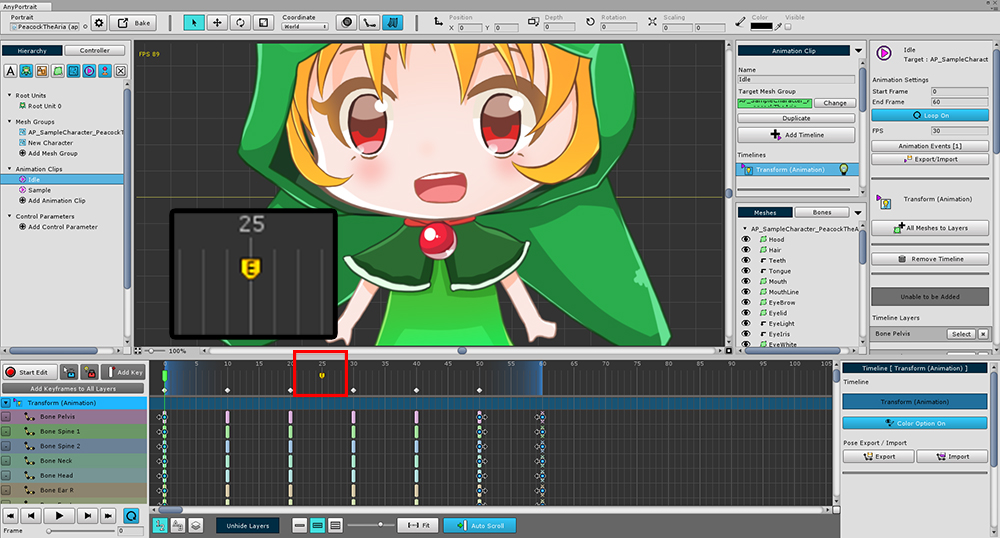 AnyPortrait
Portrait
PeacockTheAria (ap
Bake
Coordinate
World
Position
X 0 Y 0
Depth
0
Rotation
0
Scaling
X 0 Y 0
Color
Visible
Hierarchy
Controller
Root Units
Root Unit 0
Mesh Groups
AP_SampleCharacter_PeacockT
New Character
Add Mesh Group
Animation Clips
Idle
Sample
Add Animation Clip
Control Parameters
Add Control Parameter
FPS 89
25
E
100%
Animation Clip
Name
Idle
Target Mesh Group
Change
Duplicate
Add Timeline
Timelines
Transform (Animation)
Meshes
Bones
AP_SampleCharacter_PeacockTheA
Hood
Hair
Teeth
Tongue
Mouth
MouthLine
EyeBrow
Eyelid
EyeLight
EyeIris
EyeWhite
Idle
Target : AP_SampleCharact
Animation Settings
Start Frame 0
End Frame 60
Loop On
FPS 30
Animation Events [1]
Export/Import
Transform (Animation)
All Meshes to Layers
Remove Timeline
Unable to be Added
Timeline Layers
Bone Pelvis
Select
Start Edit
Add Key
Add Keyframes to All Layers
0 5 10 15 20 25 30 35 40 45 50 55 60 65 70 75 80 85 90 95 100 105
Transform (Animation)
Bone Pelvis
Bone Spine 1
Bone Spine 2
Bone Neck
Bone Head
Bone Ear R
Frame
0
Unhide Layers
Fit
Auto Scroll
Timeline [ Transform (Animation) ]
Timeline
Transform (Animation)
Color Option On
Pose Export / Import
Export
Import